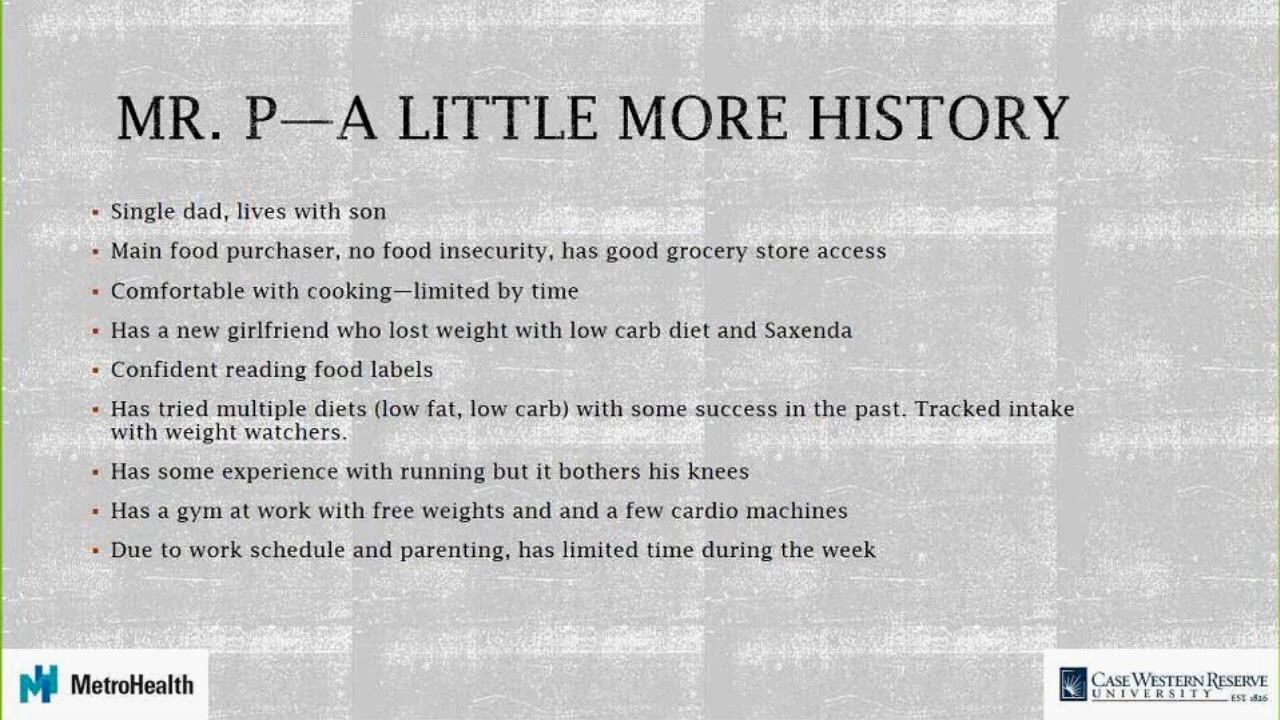 MR. P—A LITTLE MORE HISTORY
▪ Single dad, lives with son
▪ Main food purchaser, no food insecurity, has good grocery store access
▪ Comfortable with cooking—limited by time
▪ Has a new girlfriend who lost weight with low carb diet and Saxenda
▪ Confident reading food labels
▪ Has tried multiple diets (low fat, low carb) with some success in the past. Tracked intake
with weight watchers.
▪ Has some experience with running but it bothers his knees
▪ Has a gym at work with free weights and and a few cardio machines
▪ Due to work schedule and parenting, has limited time during the week
MetroHealth
CASE WESTERN RESERVE
UNIVERSITY
EST. 1826